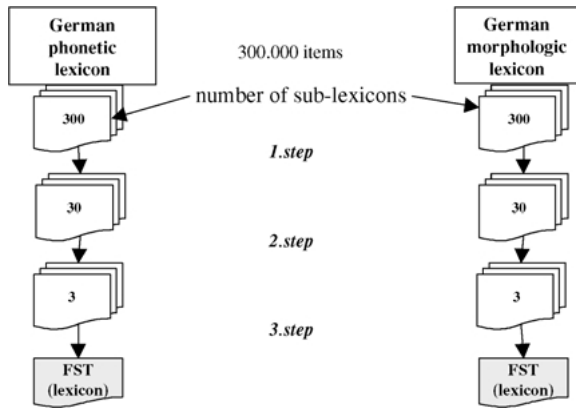 German
phonetic
lexicon
300.000 items
German
morphologic
lexicon
number of sub-lexicons
300
300
1.step
30
30
2.step
3
3
3.step
FST
(lexicon)
FST
(lexicon)